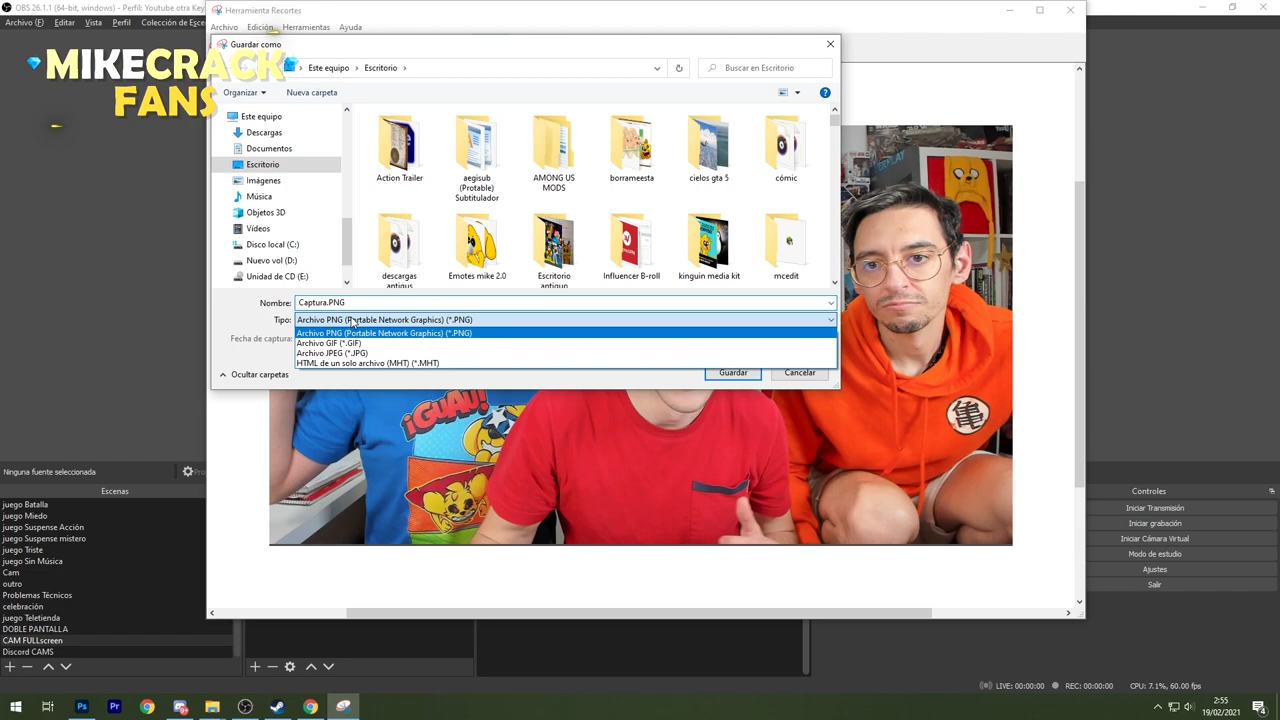 OBS 26.1.1 (64-bit, windows) - Perfil: Youtube otra Key
Archivo (F)
Editar
Vista
Perfil
Colección de Esce
Herramienta Recortes
Archivo
Edición
Herramientas
Ayuda
MIKECRACK
FANS
Guardar como
Este equipo
Escritorio
Buscar en Escritorio
Organizar
Nueva carpeta
Este equipo
Descargas
Documentos
Escritorio
Imágenes
Música
Objetos 3D
Vídeos
Disco local (C:)
Nuevo vol (D:)
Unidad de CD (E:)
Action Trailer
aegisub
(Protable)
Subtitulador
AMONG US
MODS
borrameesta
cielos gta 5
cómic
descargas
antigus
Emotes mike 2.0
Escritorio
antiguo
Influencer B-roll
kinguin media kit
mcedit
Nombre:
Captura.PNG
Tipo:
Archivo PNG (Portable Network Graphics) (*.PNG)
Archivo PNG (Portable Network Graphics) (*.PNG)
Archivo GIF (*.GIF)
Archivo JPEG (*.JPG)
HTML de un solo archivo (MHT) (*.MHT)
Fecha de captura:
Ocultar carpetas
Guardar
Cancelar
¡GUAU!
亀
Ninguna fuente seleccionada
Escenas
juego Batalla
juego Miedo
juego Suspense Acción
juego Suspense mistero
juego Triste
juego Sin Música
Cam
outro
Problemas Técnicos
celebración
juego Teletienda
DOBLE PANTALLA
CAM FULLscreen
Discord CAMS
Controles
Iniciar Transmisión
Iniciar grabación
Iniciar Cámara Virtual
Modo de estudio
Ajustes
Salir
LIVE: 00:00:00
REC: 00:00:00
CPU: 7.1%, 60.00 fps
2:55
19/02/2021
4